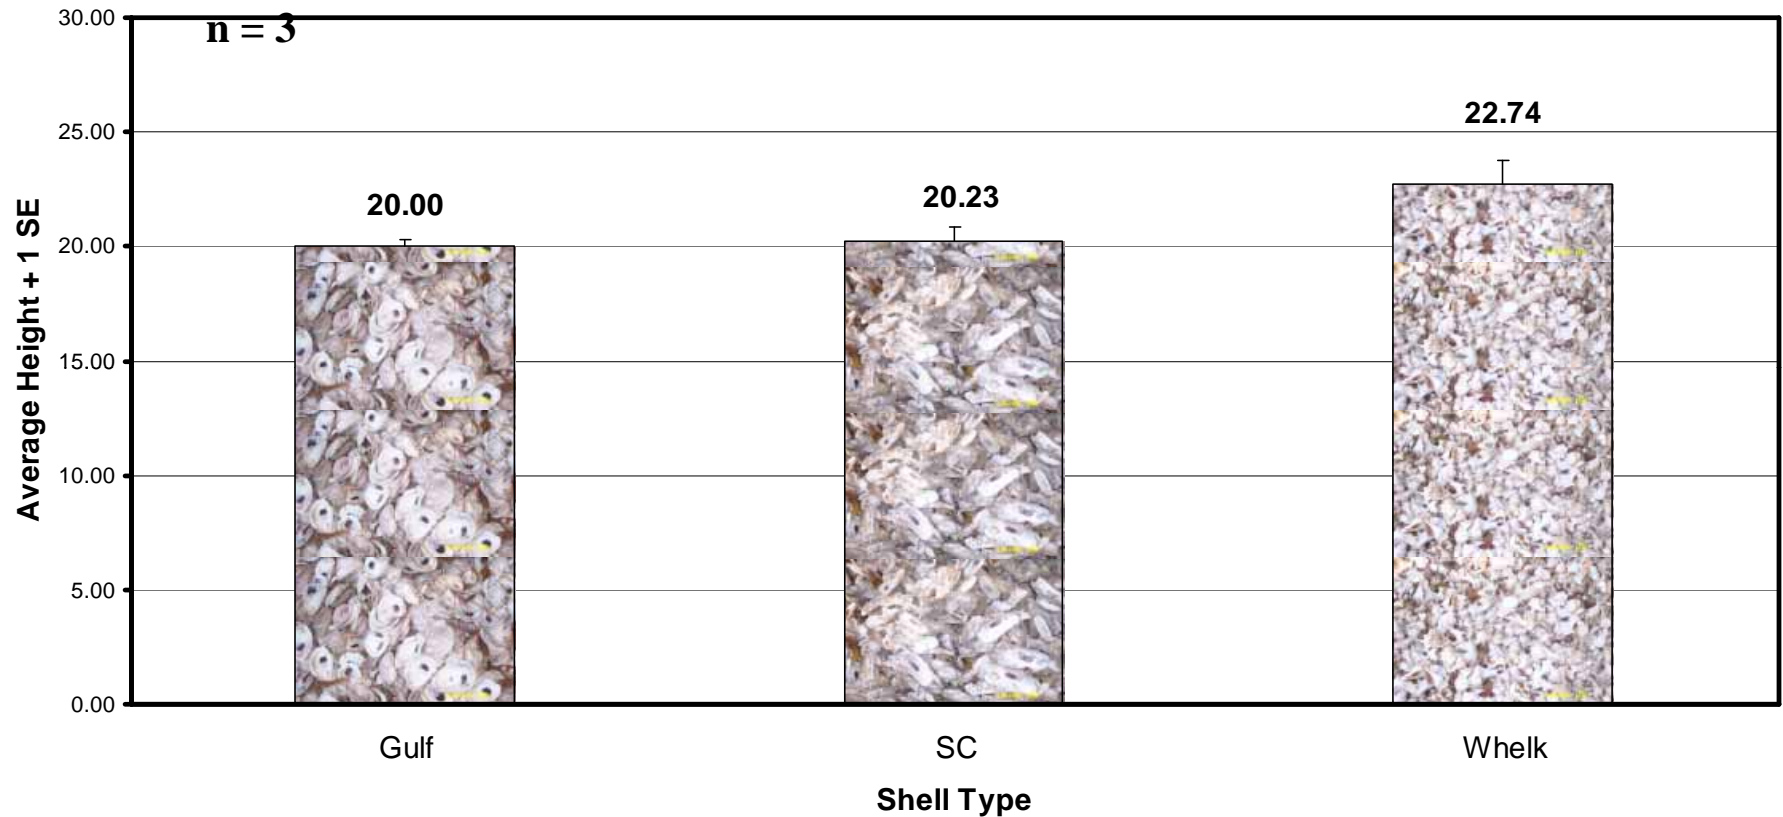 n = 3
30.00
25.00
20.00
15.00
10.00
5.00
0.00
Average Height + 1 SE
20.00
20.23
22.74
Gulf
SC
Whelk
Shell Type